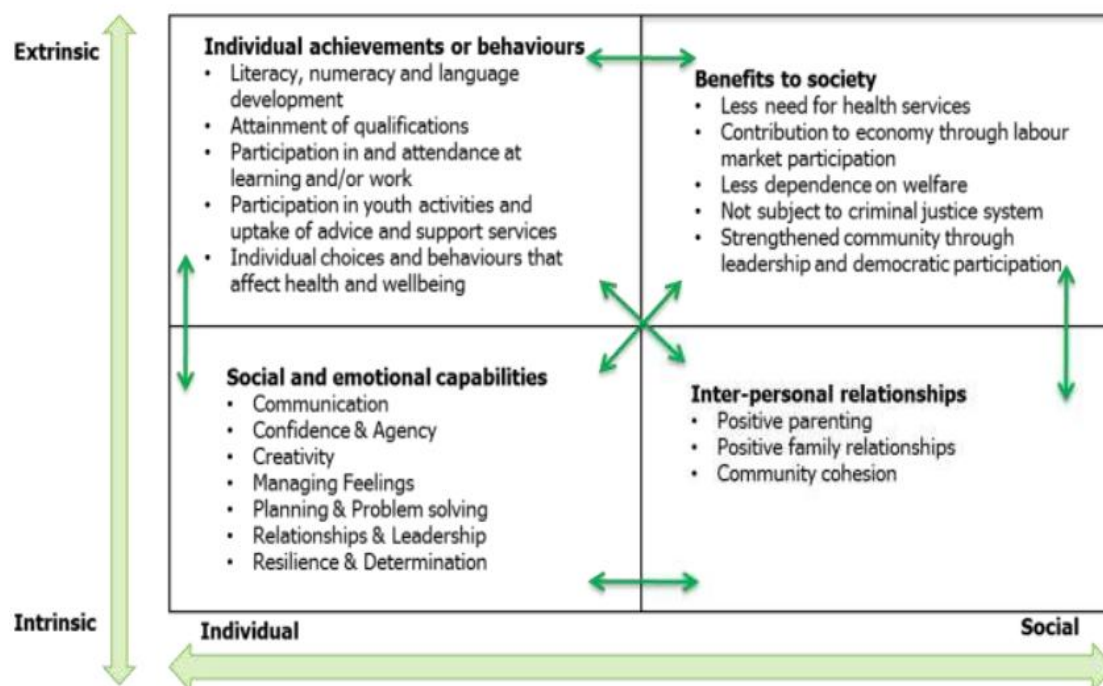 Extrinsic
Individual achievements or behaviours
• Literacy, numeracy and language
development
• Attainment of qualifications
• Participation in and attendance at
learning and/or work
• Participation in youth activities and
uptake of advice and support services
• Individual choices and behaviours that
affect health and wellbeing
Benefits to society
• Less need for health services
• Contribution to economy through labour
market participation
• Less dependence on welfare
• Not subject to criminal justice system
• Strengthened community through
leadership and democratic participation
Social and emotional capabilities
• Communication
• Confidence & Agency
• Creativity
• Managing Feelings
• Planning & Problem solving
• Relationships & Leadership
• Resilience & Determination
Inter-personal relationships
• Positive parenting
• Positive family relationships
• Community cohesion
Intrinsic
Individual
Social